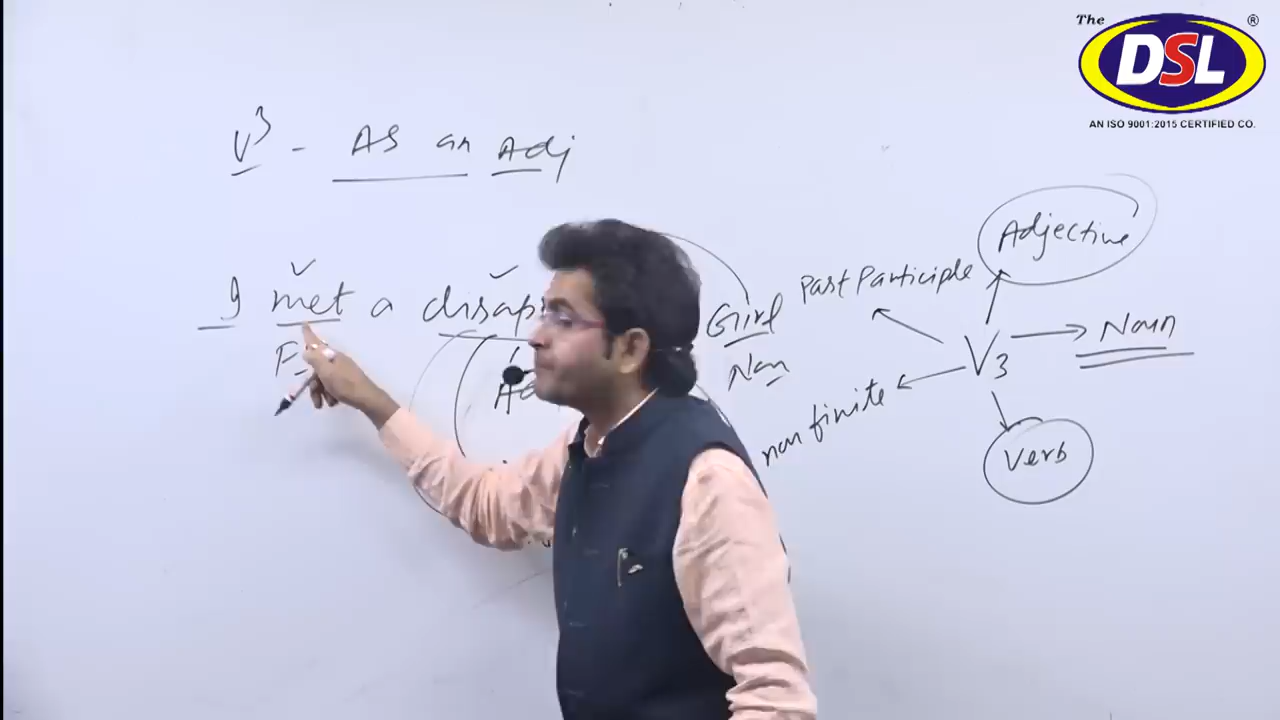 The
DSL
®
AN ISO 9001:2015 CERTIFIED CO.
V3 - As an Adj
I met a Girl
Noun
Adjective
Past Participle
V3
Noun
non finite
Verb